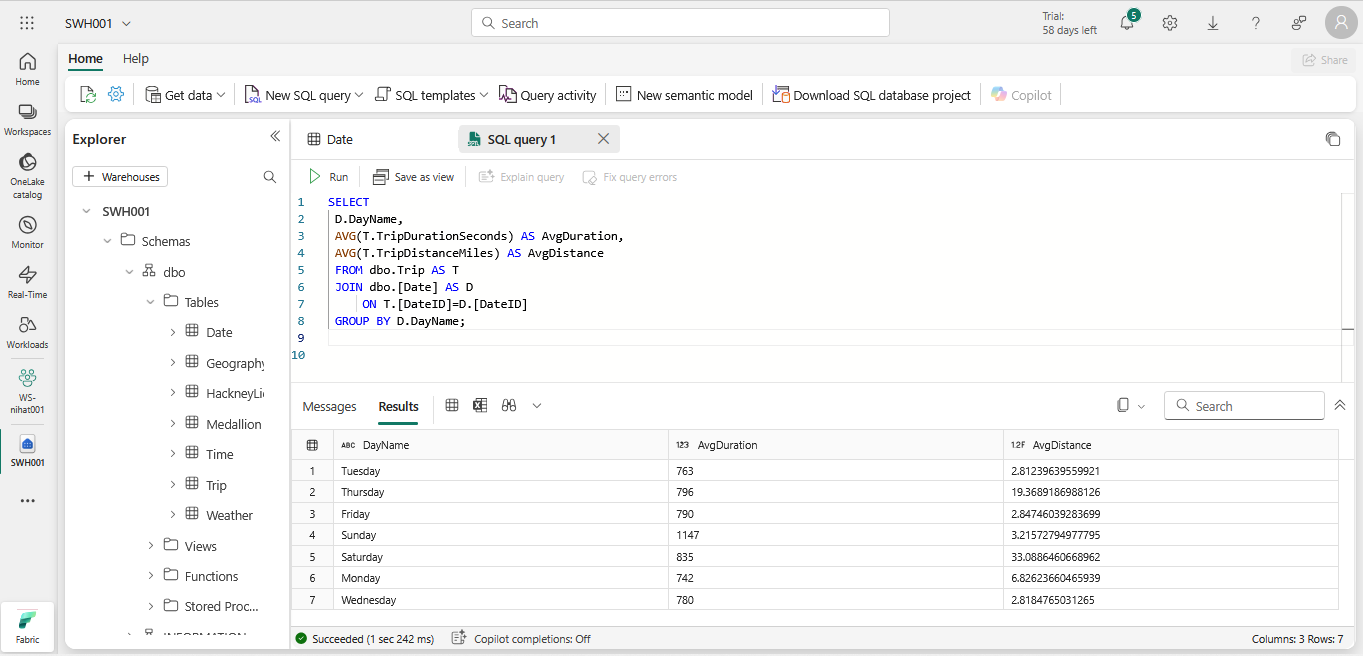 SWH001
Search
Trial:
58 days left
5
Home
Workspaces
OneLake
catalog
Monitor
Real-Time
Workloads
WS-
nihat001
SWH001
Fabric
Home Help
Share
Get data New SQL query SQL templates Query activity New semantic model Download SQL database project Copilot
Explorer
Warehouses
SWH001
Schemas
dbo
Tables
Date
Geography
HackneyLi
Medallion
Time
Trip
Weather
Views
Functions
Stored Proc...
INFORMATION
Date SQL query 1
Run Save as view Explain query Fix query errors
1 SELECT
2 D.DayName,
3 AVG(T.TripDurationSeconds) AS AvgDuration,
4 AVG(T.TripDistanceMiles) AS AvgDistance
5 FROM dbo.Trip AS T
6 JOIN dbo.[Date] AS D
7 ON T.[DateID]=D.[DateID]
8 GROUP BY D.DayName;
9
10
Messages Results
Search
ABC DayName 123 AvgDuration 12F AvgDistance
1 Tuesday 763 2.81239639559921
2 Thursday 796 19.3689186988126
3 Friday 790 2.84746039283699
4 Sunday 1147 3.21572794977795
5 Saturday 835 33.0886460668962
6 Monday 742 6.82623660465939
7 Wednesday 780 2.8184765031265
Succeeded (1 sec 242 ms) Copilot completions: Off Columns: 3 Rows: 7